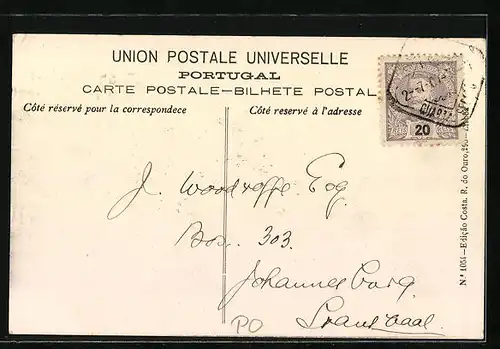 UNION POSTALE UNIVERSELLE
PORTUGAL
CARTE POSTALE—BILHETE POSTAL
Côté réservé pour la correspondece
Côté reservé à l'adresse
20
J. Woodroffe Esq.
Box. 303.
Johannesburg.
Transvaal.
PO
Nº 1051—Edição Costa. R. do Ouro,